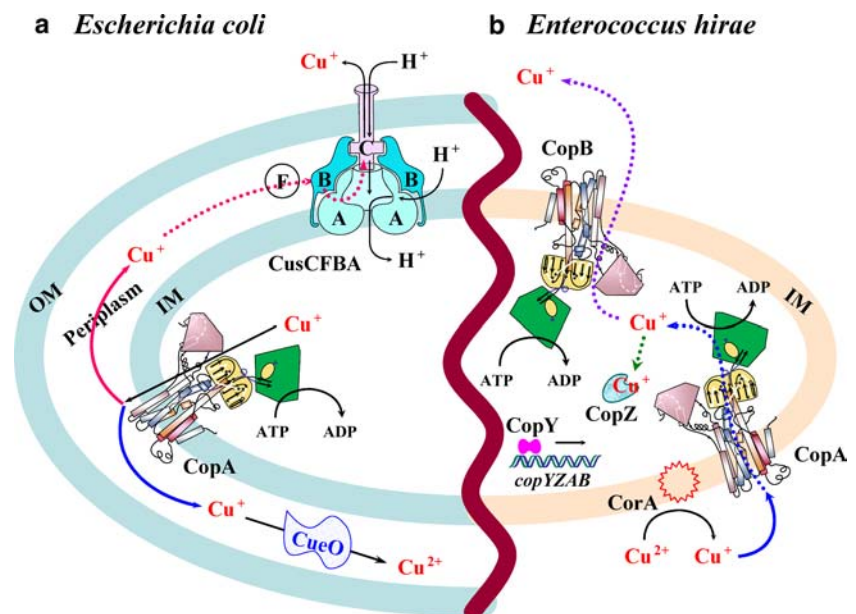 a Escherichia coli
b Enterococcus hirae
Cu+
H+
C
B
B
H+
F
A
A
CusCFBA
H+
Cu+
OM
Periplasm
IM
Cu+
ATP
ADP
CopA
Cu+
CueO
Cu2+
Cu+
CopB
ATP
ADP
IM
Cu+
ATP
ADP
Cu+
CopZ
CopY
copYZAB
CopA
CorA
Cu2+
Cu+